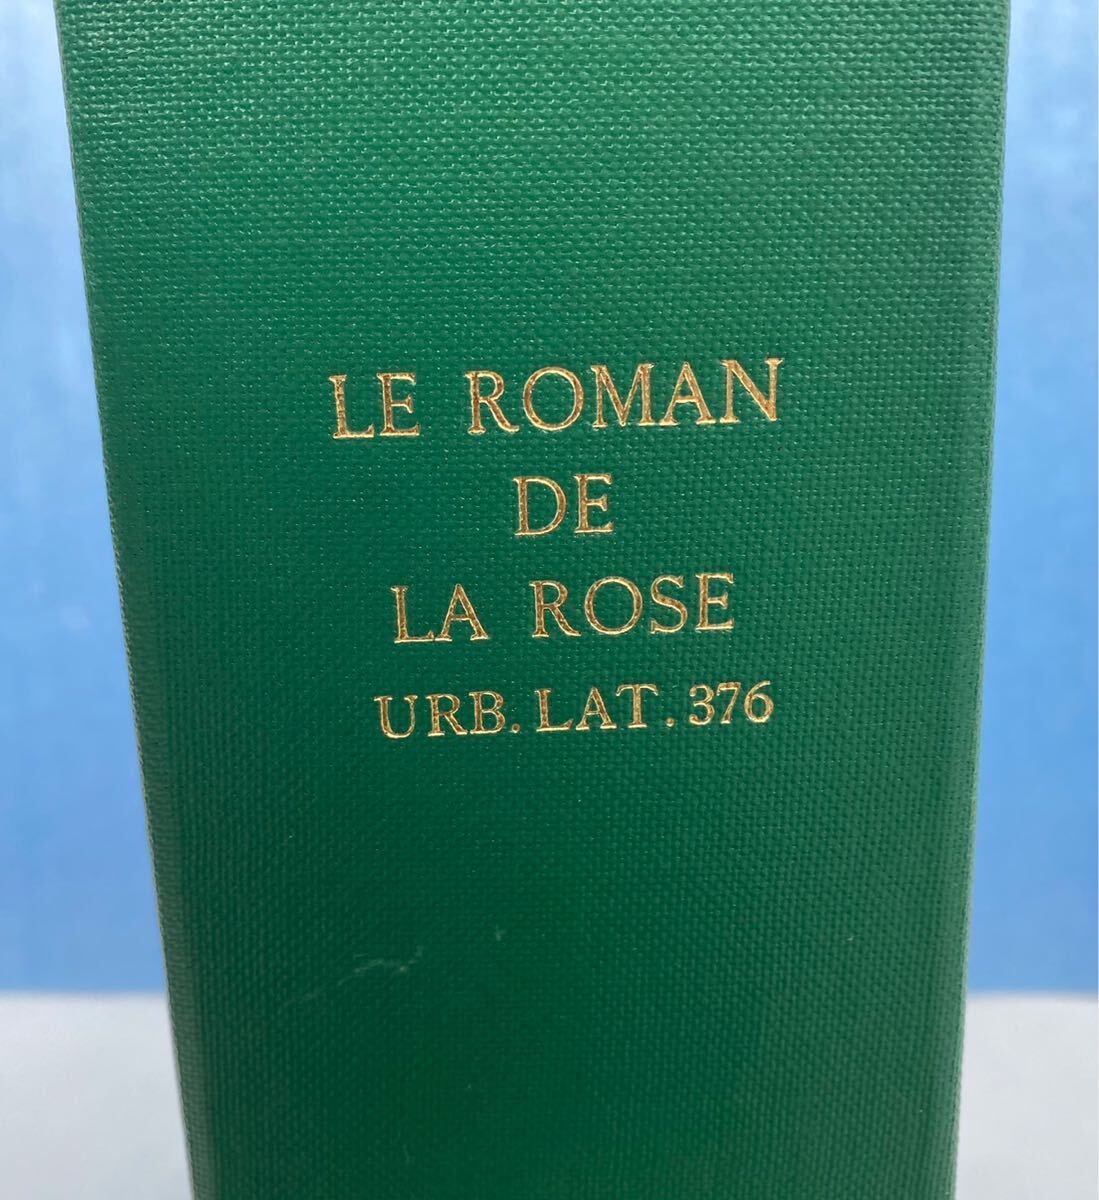 LE ROMAN
DE
LA ROSE
URB. LAT. 376